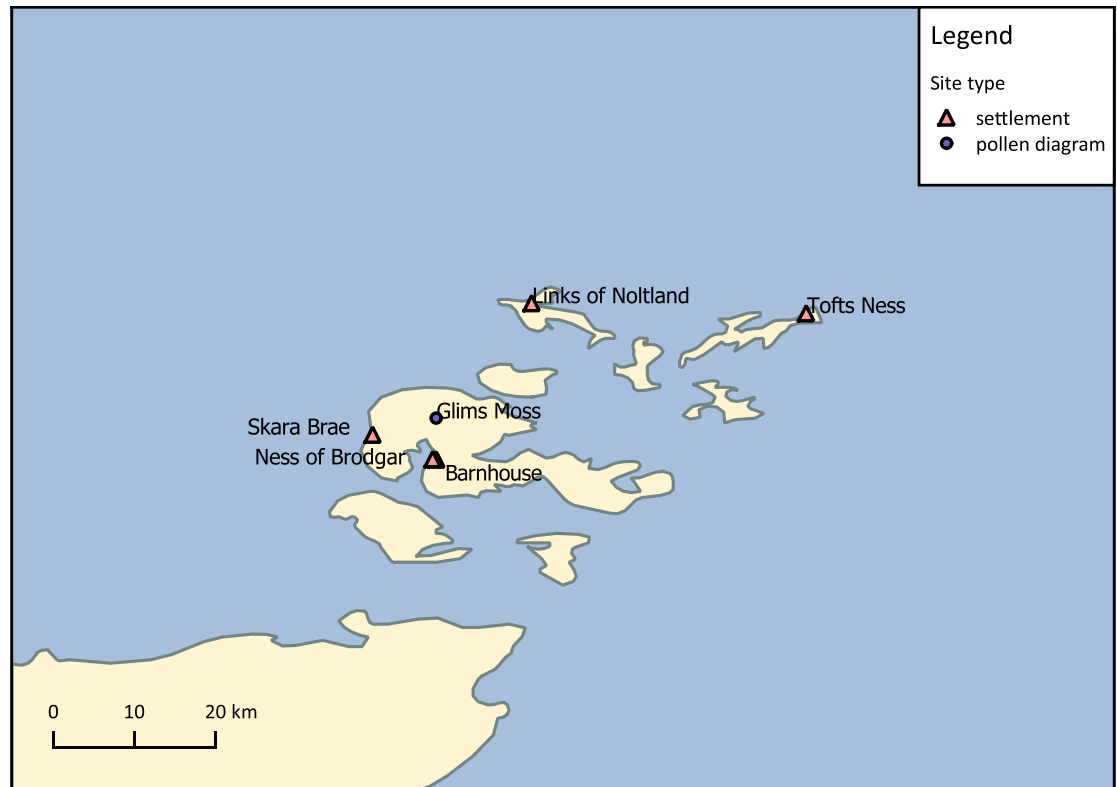 Legend
Site type
settlement
pollen diagram
Links of Noltland
Tofts Ness
Glims Moss
Skara Brae
Ness of Brodgar
Barnhouse
0 10 20 km